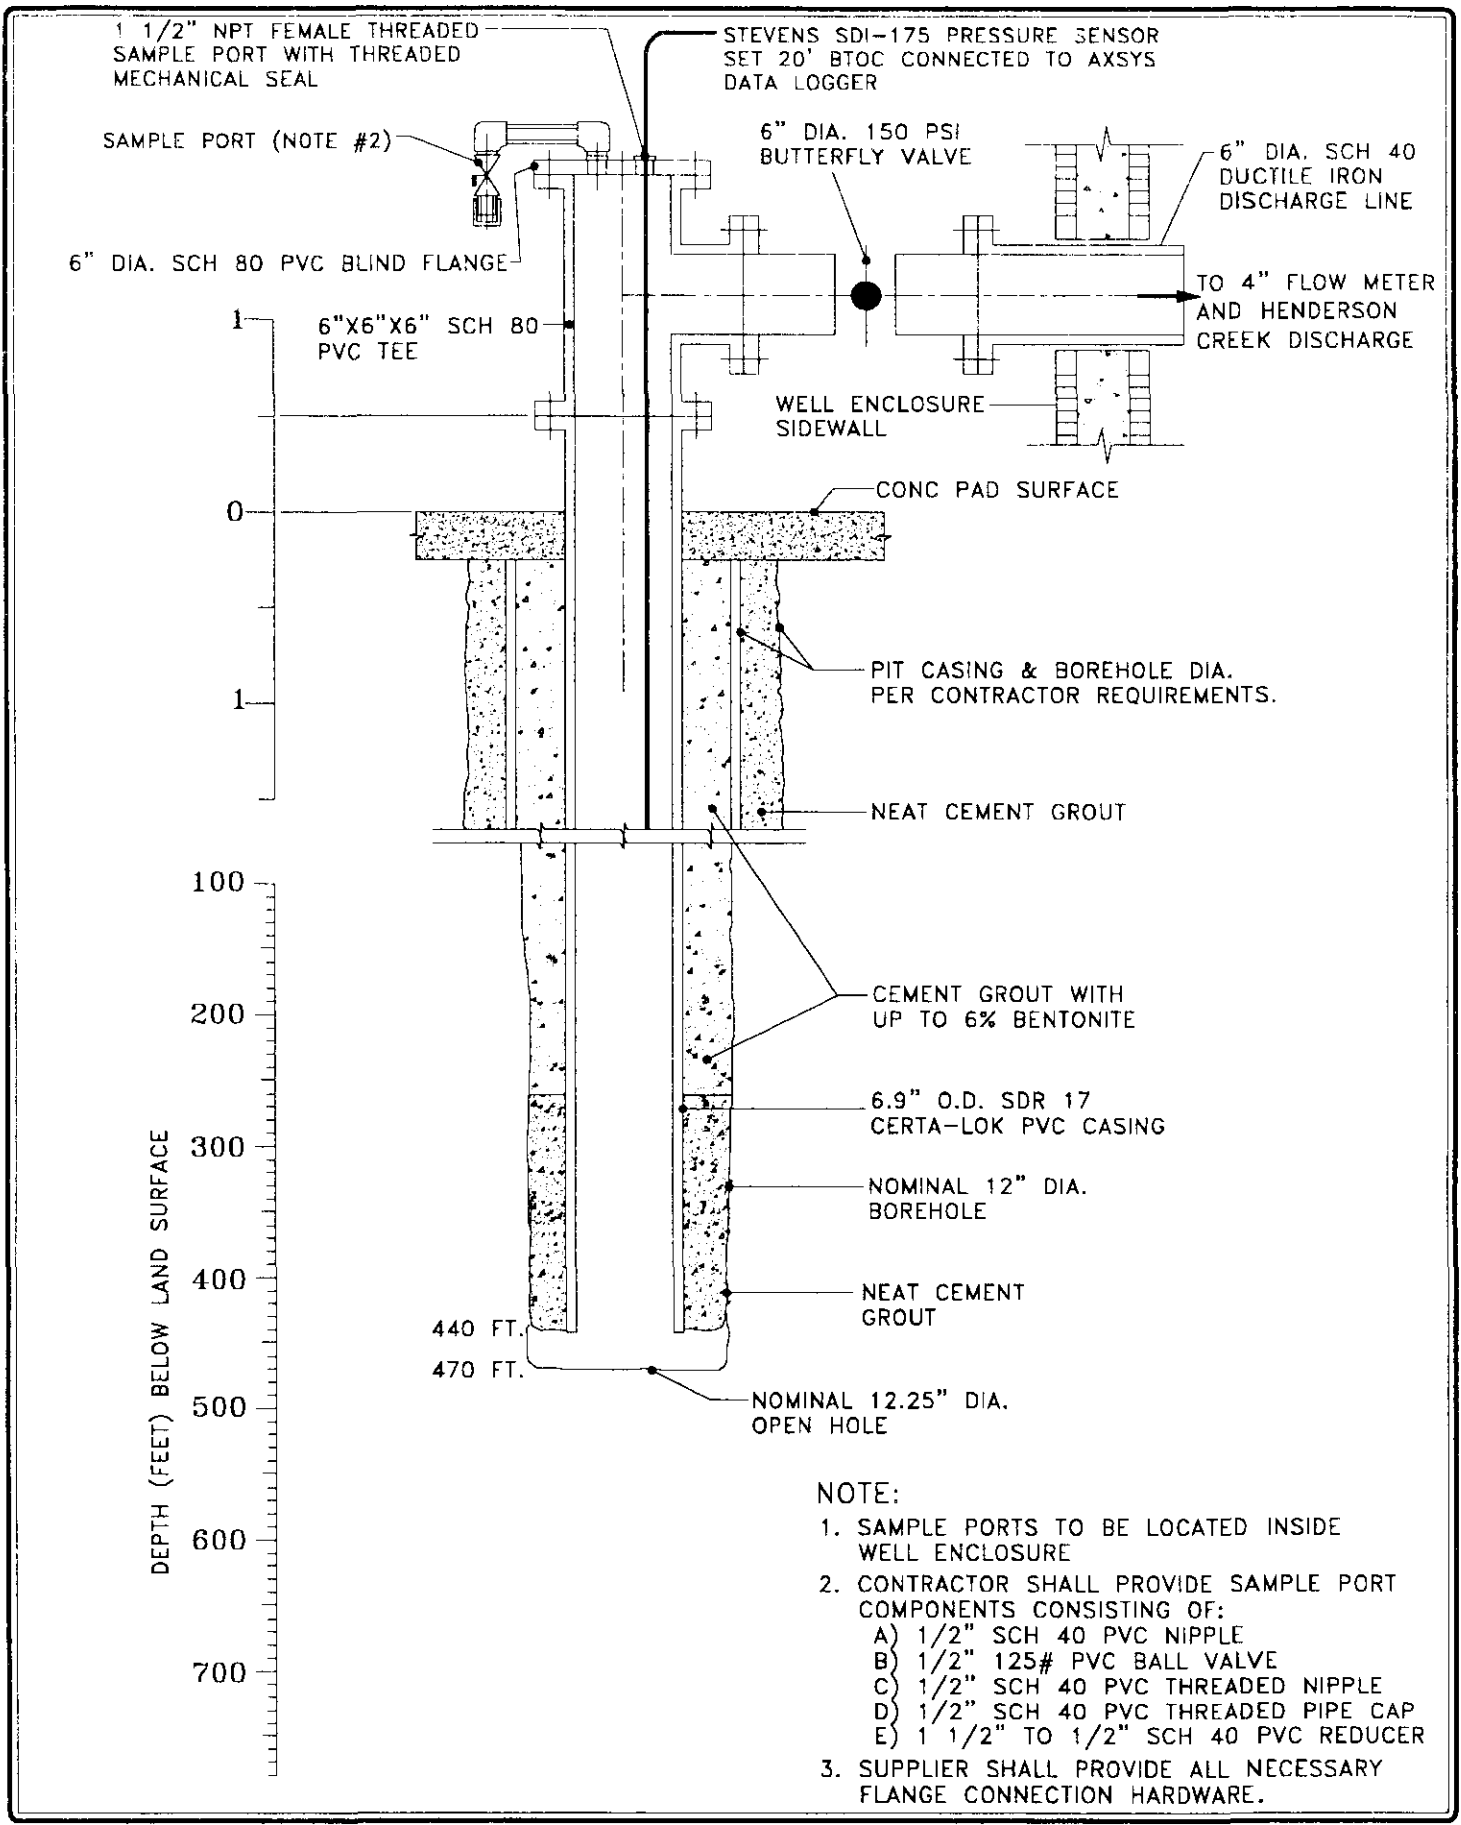 1 1/2" NPT FEMALE THREADED
SAMPLE PORT WITH THREADED
MECHANICAL SEAL
STEVENS SDI-175 PRESSURE SENSOR
SET 20' BTOC CONNECTED TO AXSYS
DATA LOGGER
SAMPLE PORT (NOTE #2)
6" DIA. 150 PSI
BUTTERFLY VALVE
6" DIA. SCH 40
DUCTILE IRON
DISCHARGE LINE
6" DIA. SCH 80 PVC BLIND FLANGE
TO 4" FLOW METER
AND HENDERSON
CREEK DISCHARGE
1
6"X6"X6" SCH 80
PVC TEE
WELL ENCLOSURE
SIDEWALL
CONC PAD SURFACE
0
PIT CASING & BOREHOLE DIA.
PER CONTRACTOR REQUIREMENTS.
1
NEAT CEMENT GROUT
100
CEMENT GROUT WITH
UP TO 6% BENTONITE
200
6.9" O.D. SDR 17
CERTA-LOK PVC CASING
300
NOMINAL 12" DIA.
BOREHOLE
400
NEAT CEMENT
GROUT
440 FT.
470 FT.
NOMINAL 12.25" DIA.
OPEN HOLE
500
600
700
DEPTH (FEET) BELOW LAND SURFACE
NOTE:
1. SAMPLE PORTS TO BE LOCATED INSIDE
WELL ENCLOSURE
2. CONTRACTOR SHALL PROVIDE SAMPLE PORT
COMPONENTS CONSISTING OF:
A) 1/2" SCH 40 PVC NIPPLE
B) 1/2" 125# PVC BALL VALVE
C) 1/2" SCH 40 PVC THREADED NIPPLE
D) 1/2" SCH 40 PVC THREADED PIPE CAP
E) 1 1/2" TO 1/2" SCH 40 PVC REDUCER
3. SUPPLIER SHALL PROVIDE ALL NECESSARY
FLANGE CONNECTION HARDWARE.